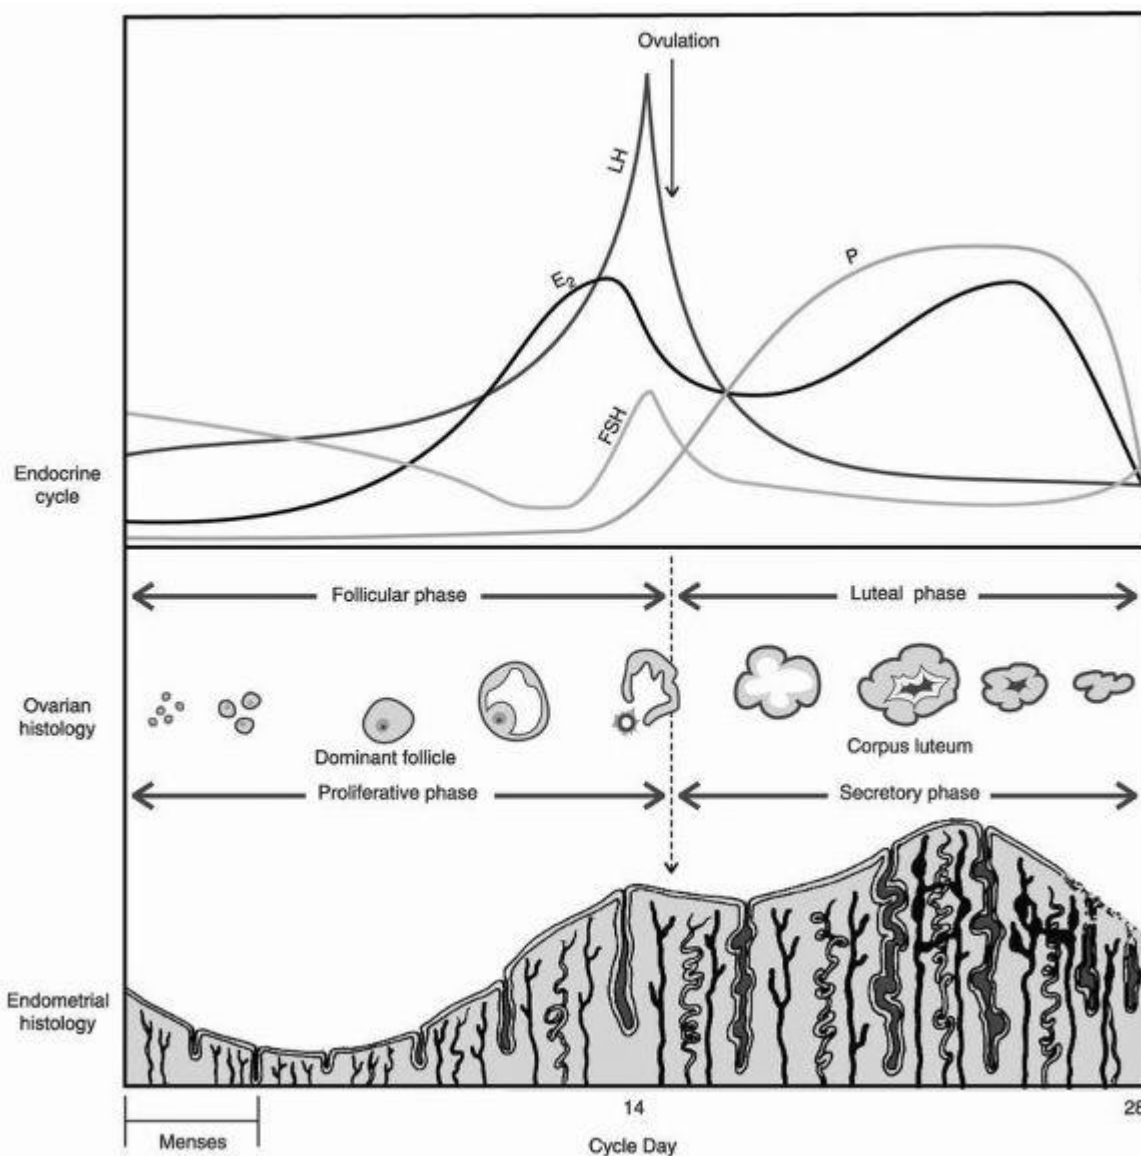 Ovulation
LH
E₂
P
FSH
Endocrine
cycle
Follicular phase
Luteal phase
Ovarian
histology
Dominant follicle
Corpus luteum
Proliferative phase
Secretory phase
Endometrial
histology
14
28
Menses
Cycle Day